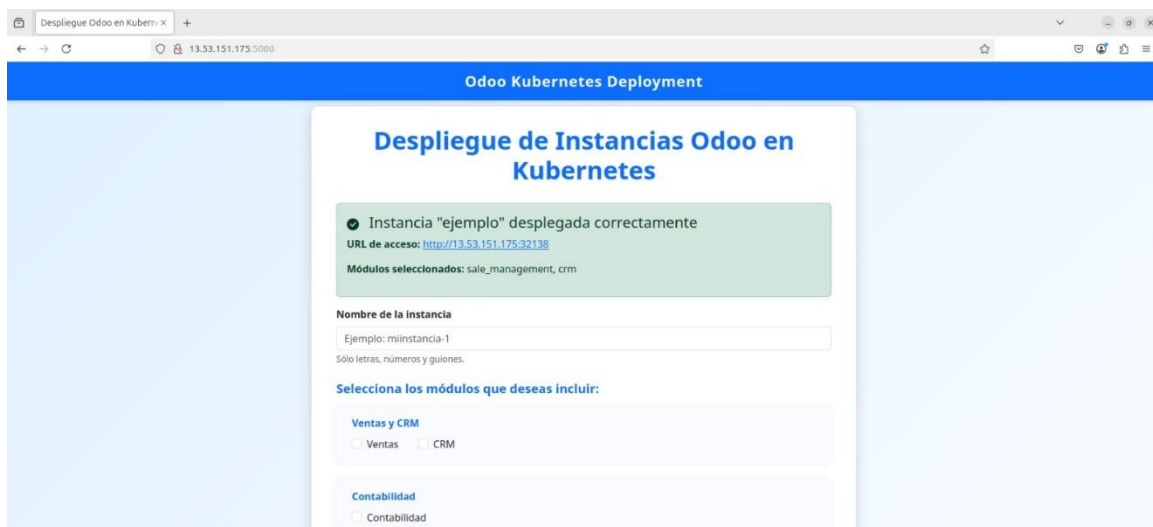 Despliegue Odoo en Kuberne
13.53.151.175:5000
Odoo Kubernetes Deployment
Despliegue de Instancias Odoo en
Kubernetes
Instancia "ejemplo" desplegada correctamente
URL de acceso: http://13.53.151.175:32138
Módulos seleccionados: sale_management, crm
Nombre de la instancia
Ejemplo: miinstancia-1
Sólo letras, números y guiones.
Selecciona los módulos que deseas incluir:
Ventas y CRM
Ventas CRM
Contabilidad
Contabilidad